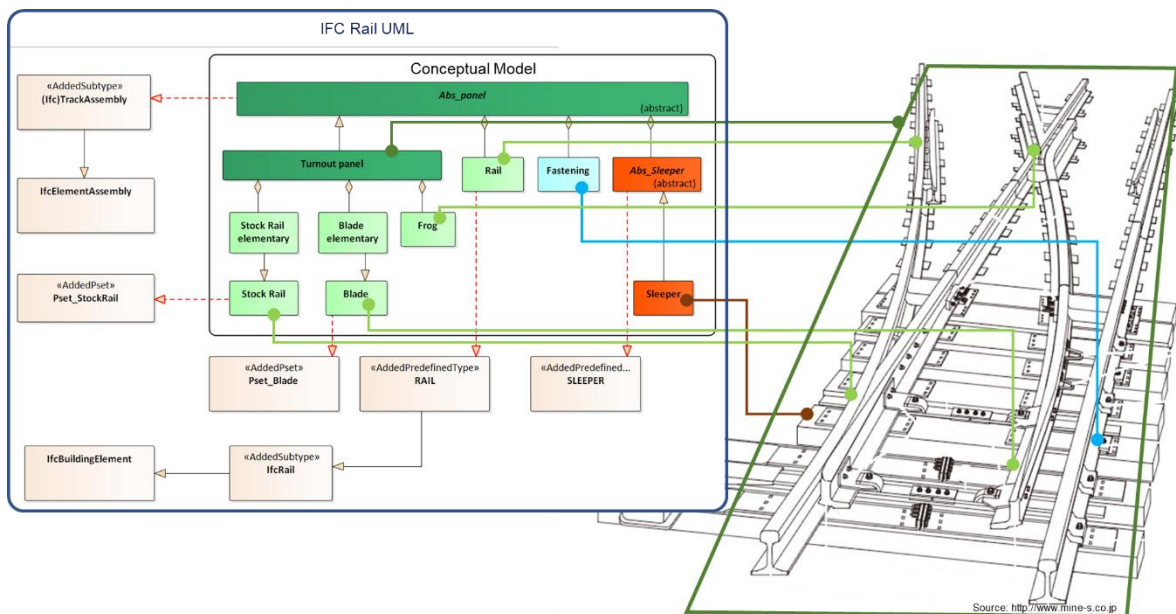 IFC Rail UML
Conceptual Model
«AddedSubtype»
(Ifc)TrackAssembly
Abs_panel
{abstract}
Turnout panel
Rail
Fastening
Abs_Sleeper
{abstract}
IfcElementAssembly
Stock Rail
elementary
Blade
elementary
Frog
«AddedPset»
Pset_StockRail
Stock Rail
Blade
Sleeper
«AddedPset»
Pset_Blade
«AddedPredefinedType»
RAIL
«AddedPredefined...
SLEEPER
IfcBuildingElement
«AddedSubtype»
IfcRail
Source: http://www.mine-s.co.jp